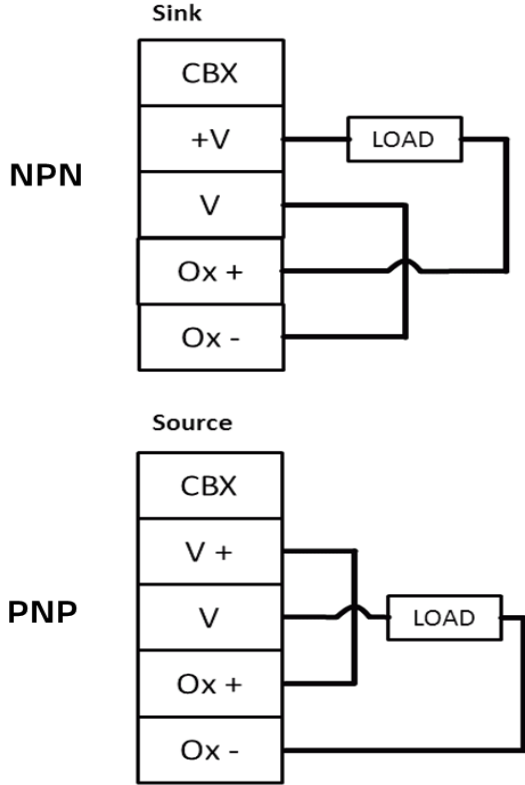 Sink
CBX
+V
LOAD
NPN
V
Ox +
Ox -
Source
CBX
V +
PNP
V
LOAD
Ox +
Ox -